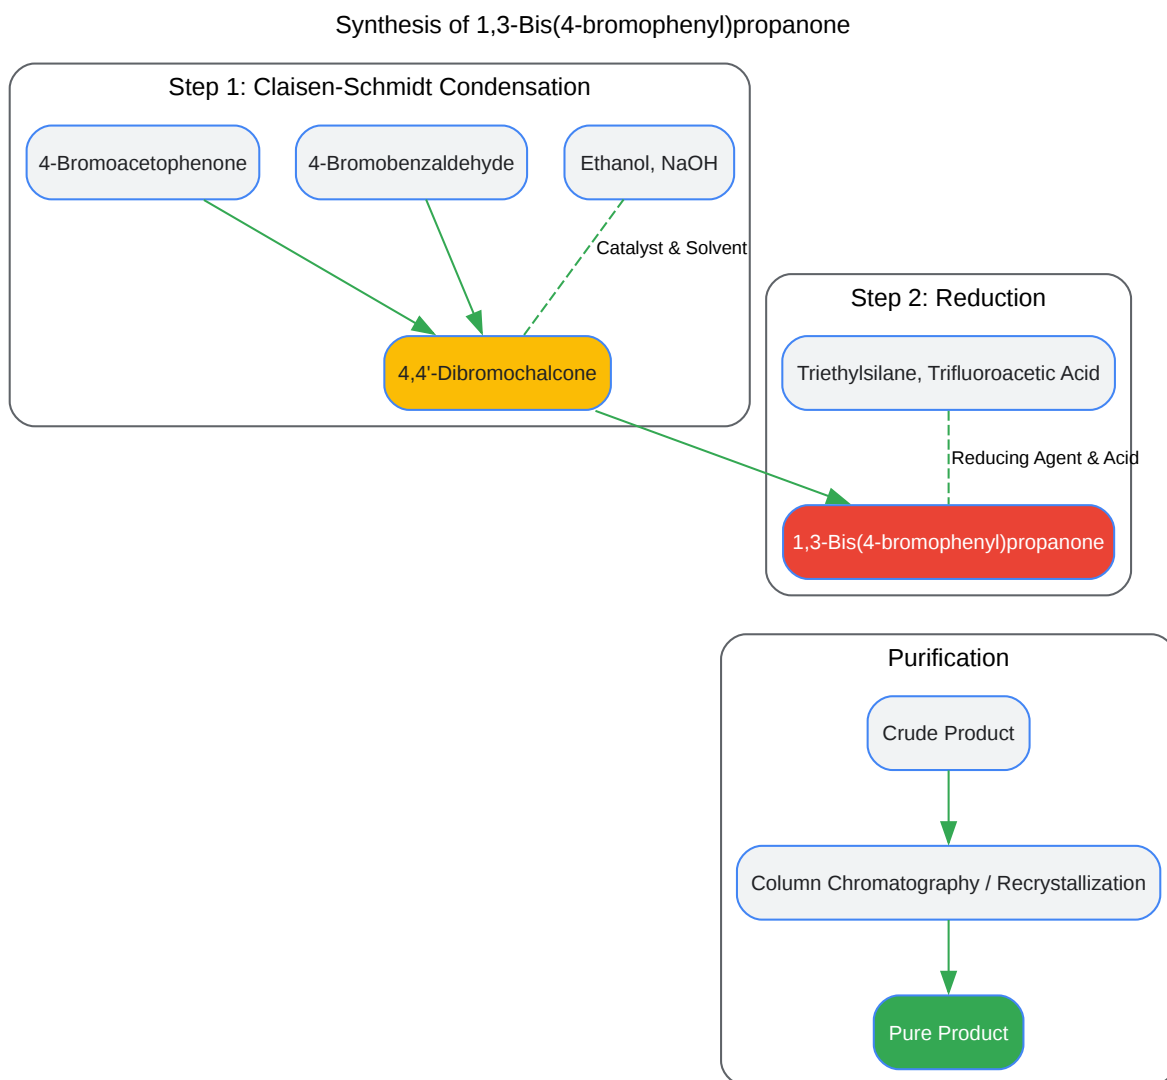 Synthesis of 1,3-Bis(4-bromophenyl)propanone
Step 1: Claisen-Schmidt Condensation
4-Bromoacetophenone
4-Bromobenzaldehyde
Ethanol, NaOH
Catalyst & Solvent
4,4'-Dibromochalcone
Step 2: Reduction
Triethylsilane, Trifluoroacetic Acid
Reducing Agent & Acid
1,3-Bis(4-bromophenyl)propanone
Purification
Crude Product
Column Chromatography / Recrystallization
Pure Product